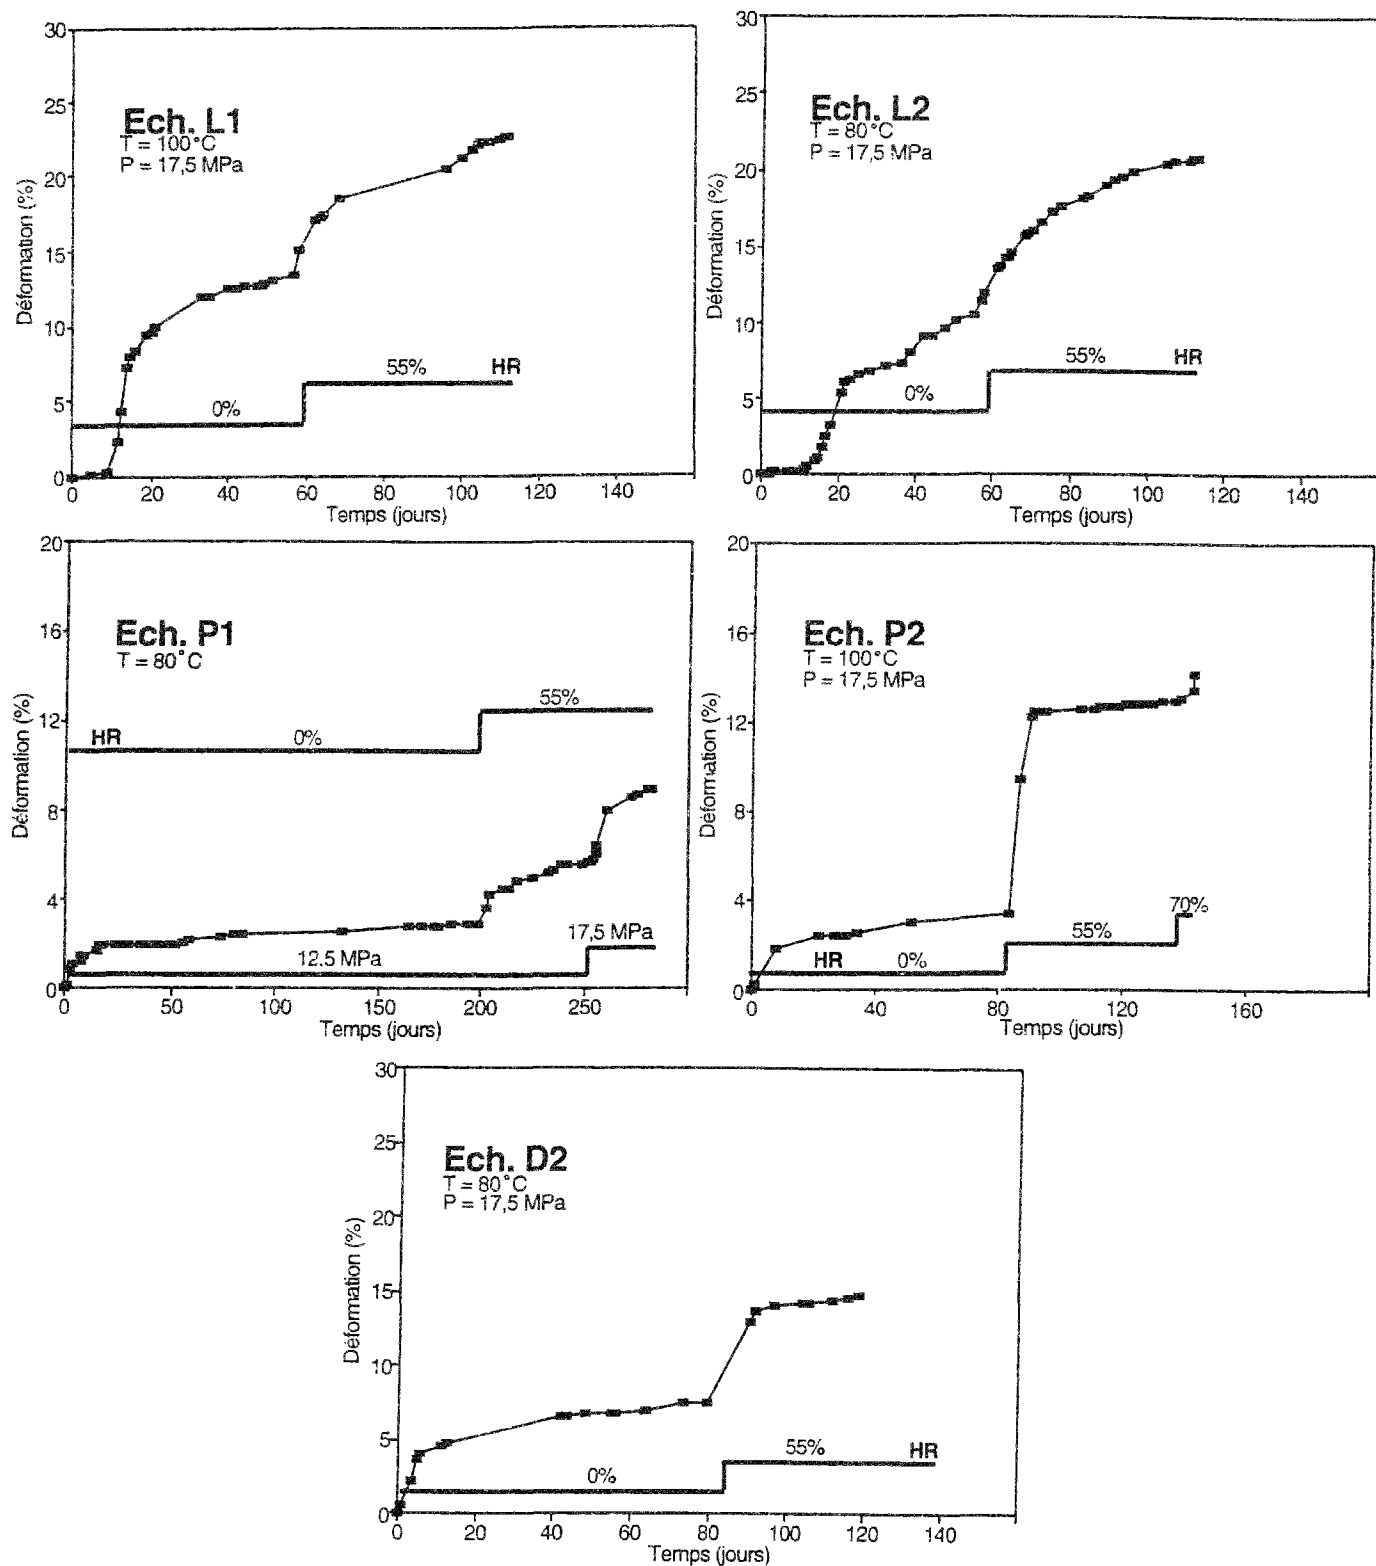 30
25
20
15
10
5
0
Déformation (%)
Ech. L1
T = 100°C
P = 17,5 MPa
0%
55%
HR
0 20 40 60 80 100 120 140
Temps (jours)
30
25
20
15
10
5
0
Déformation (%)
Ech. L2
T = 80°C
P = 17,5 MPa
0%
55%
HR
0 20 40 60 80 100 120 140
Temps (jours)
20
16
12
8
4
0
Déformation (%)
Ech. P1
T = 80°C
HR
0%
55%
12.5 MPa
17,5 MPa
0 50 100 150 200 250
Temps (jours)
20
16
12
8
4
0
Déformation (%)
Ech. P2
T = 100°C
P = 17,5 MPa
HR
0%
55%
70%
0 40 80 120 160
Temps (jours)
30
25
20
15
10
5
0
Déformation (%)
Ech. D2
T = 80°C
P = 17,5 MPa
0%
55%
HR
0 20 40 60 80 100 120 140
Temps (jours)